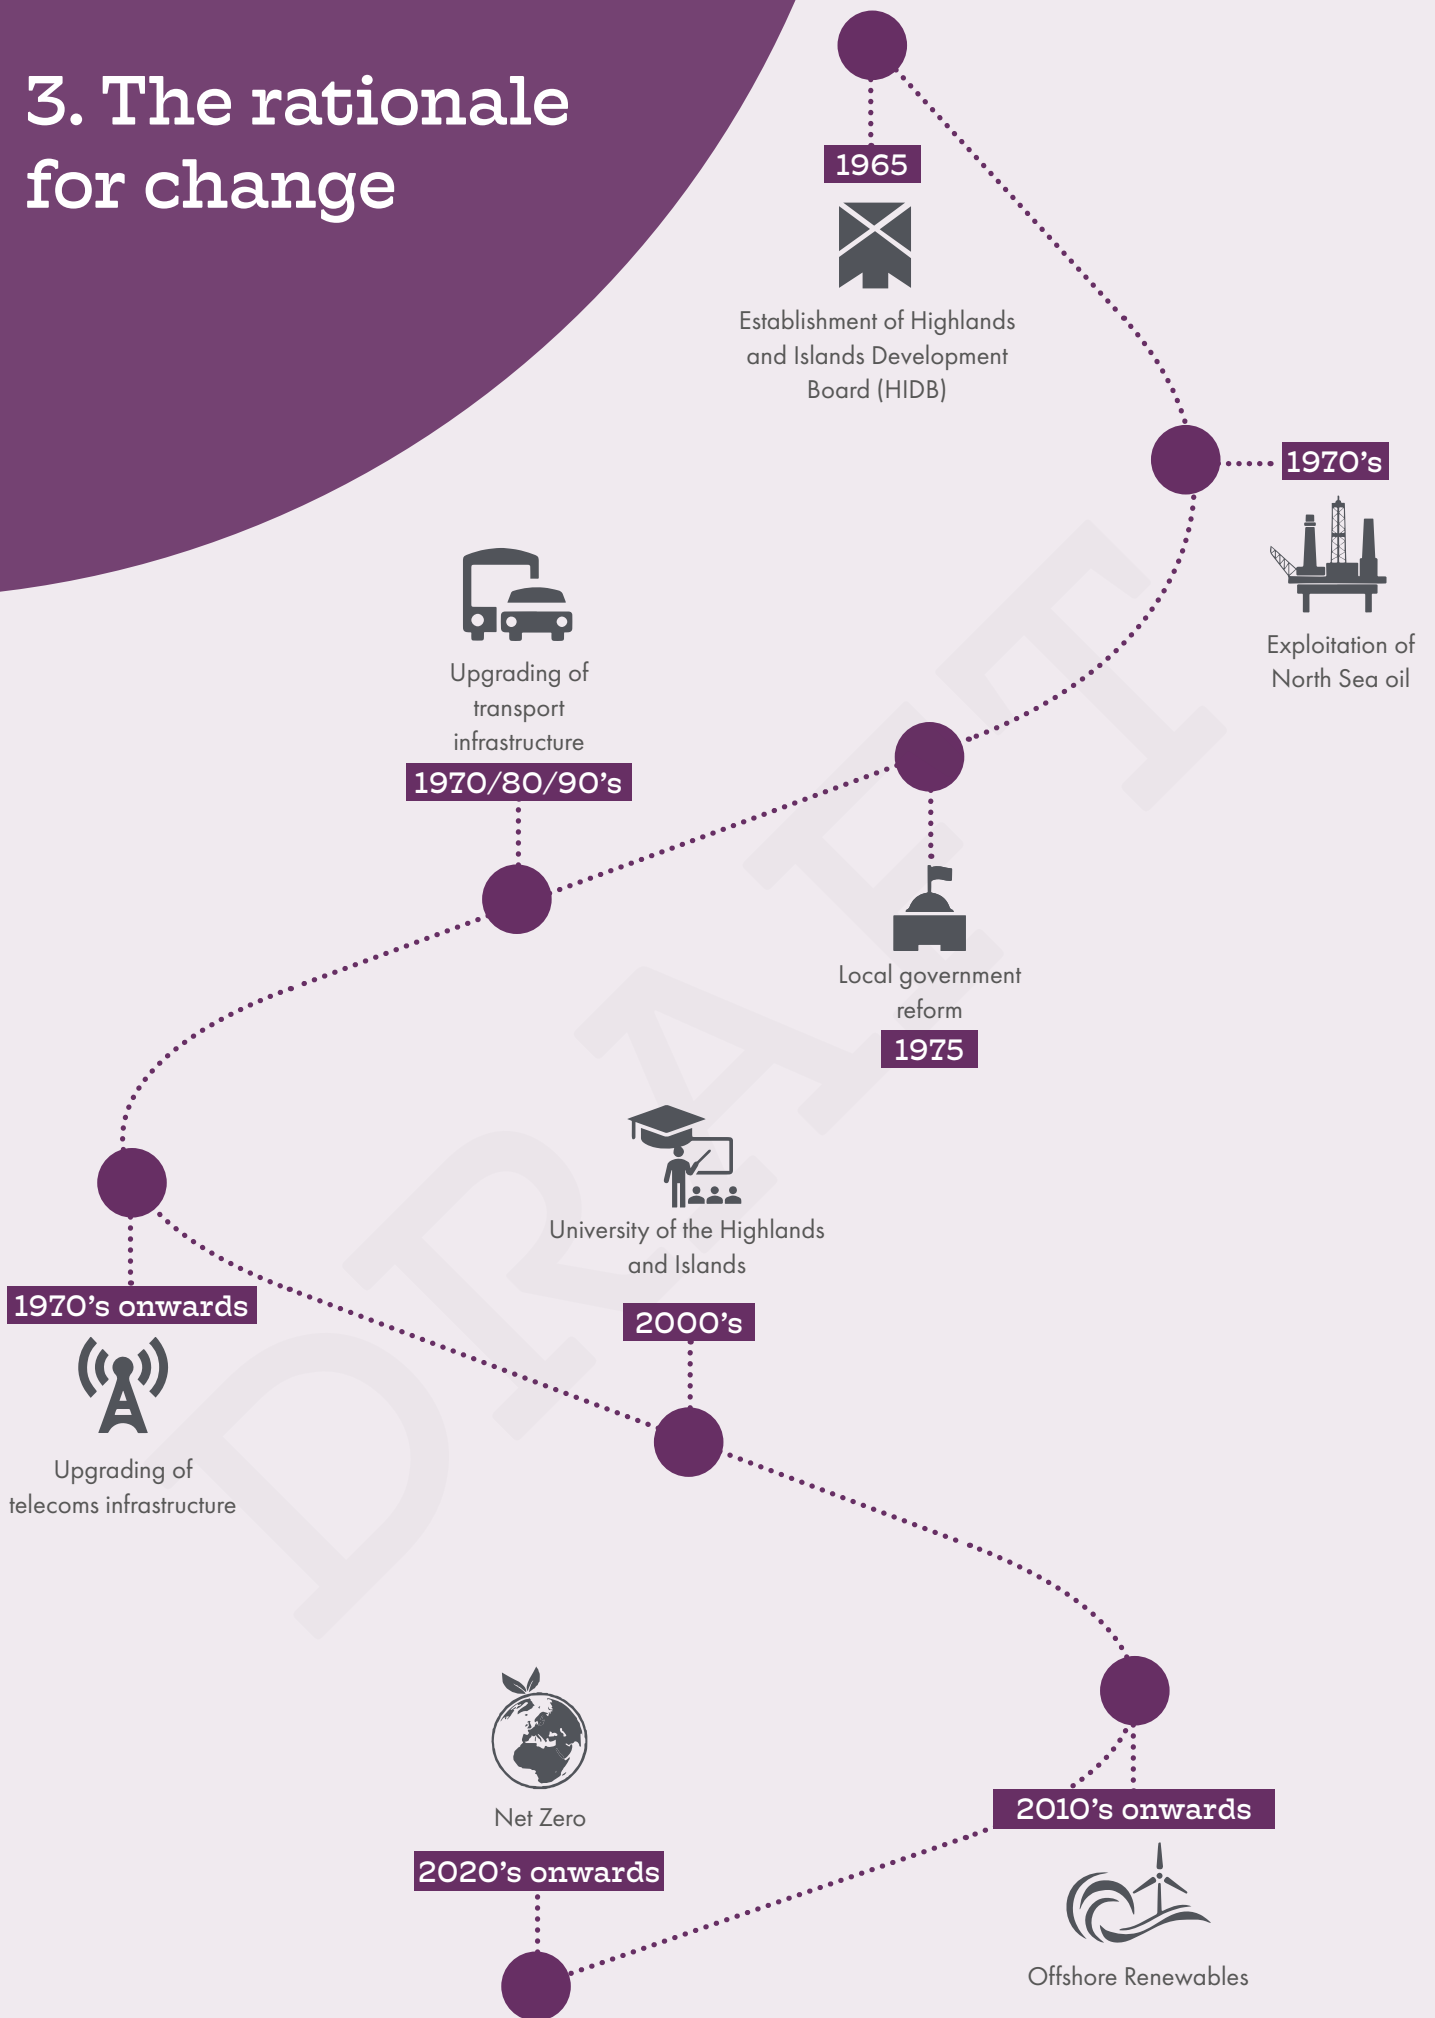 3. The rationale
for change
1965
Establishment of Highlands
and Islands Development
Board (HIDB)
1970's
Exploitation of
North Sea oil
Upgrading of
transport
infrastructure
1970/80/90's
Local government
reform
1975
University of the Highlands
and Islands
2000's
1970's onwards
Upgrading of
telecoms infrastructure
Net Zero
2020's onwards
2010's onwards
Offshore Renewables
DRAFT